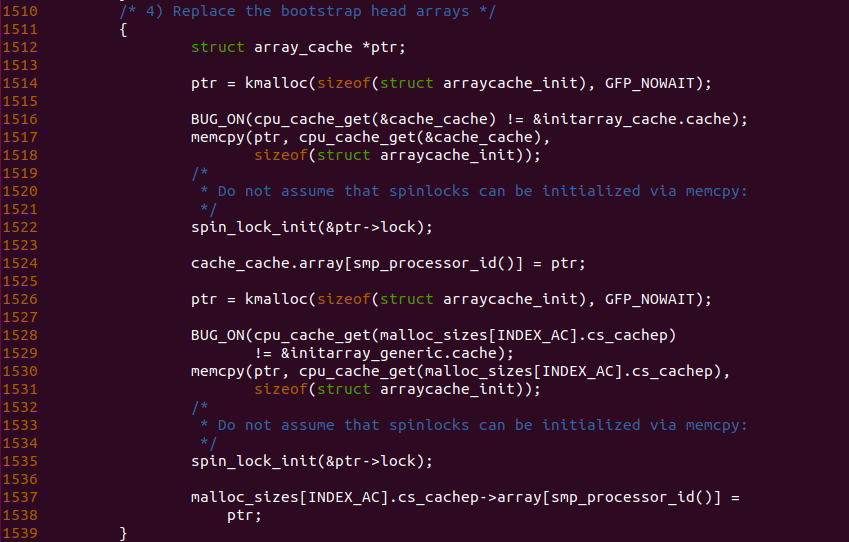 1510         /* 4) Replace the bootstrap head arrays */
1511         {
1512                 struct array_cache *ptr;
1513
1514                 ptr = kmalloc(sizeof(struct arraycache_init), GFP_NOWAIT);
1515
1516                 BUG_ON(cpu_cache_get(&cache_cache) != &initarray_cache.cache);
1517                 memcpy(ptr, cpu_cache_get(&cache_cache),
1518                        sizeof(struct arraycache_init));
1519                 /*
1520                  * Do not assume that spinlocks can be initialized via memcpy:
1521                  */
1522                 spin_lock_init(&ptr->lock);
1523
1524                 cache_cache.array[smp_processor_id()] = ptr;
1525
1526                 ptr = kmalloc(sizeof(struct arraycache_init), GFP_NOWAIT);
1527
1528                 BUG_ON(cpu_cache_get(malloc_sizes[INDEX_AC].cs_cachep)
1529                        != &initarray_generic.cache);
1530                 memcpy(ptr, cpu_cache_get(malloc_sizes[INDEX_AC].cs_cachep),
1531                        sizeof(struct arraycache_init));
1532                 /*
1533                  * Do not assume that spinlocks can be initialized via memcpy:
1534                  */
1535                 spin_lock_init(&ptr->lock);
1536
1537                 malloc_sizes[INDEX_AC].cs_cachep->array[smp_processor_id()] =
1538                     ptr;
1539         }